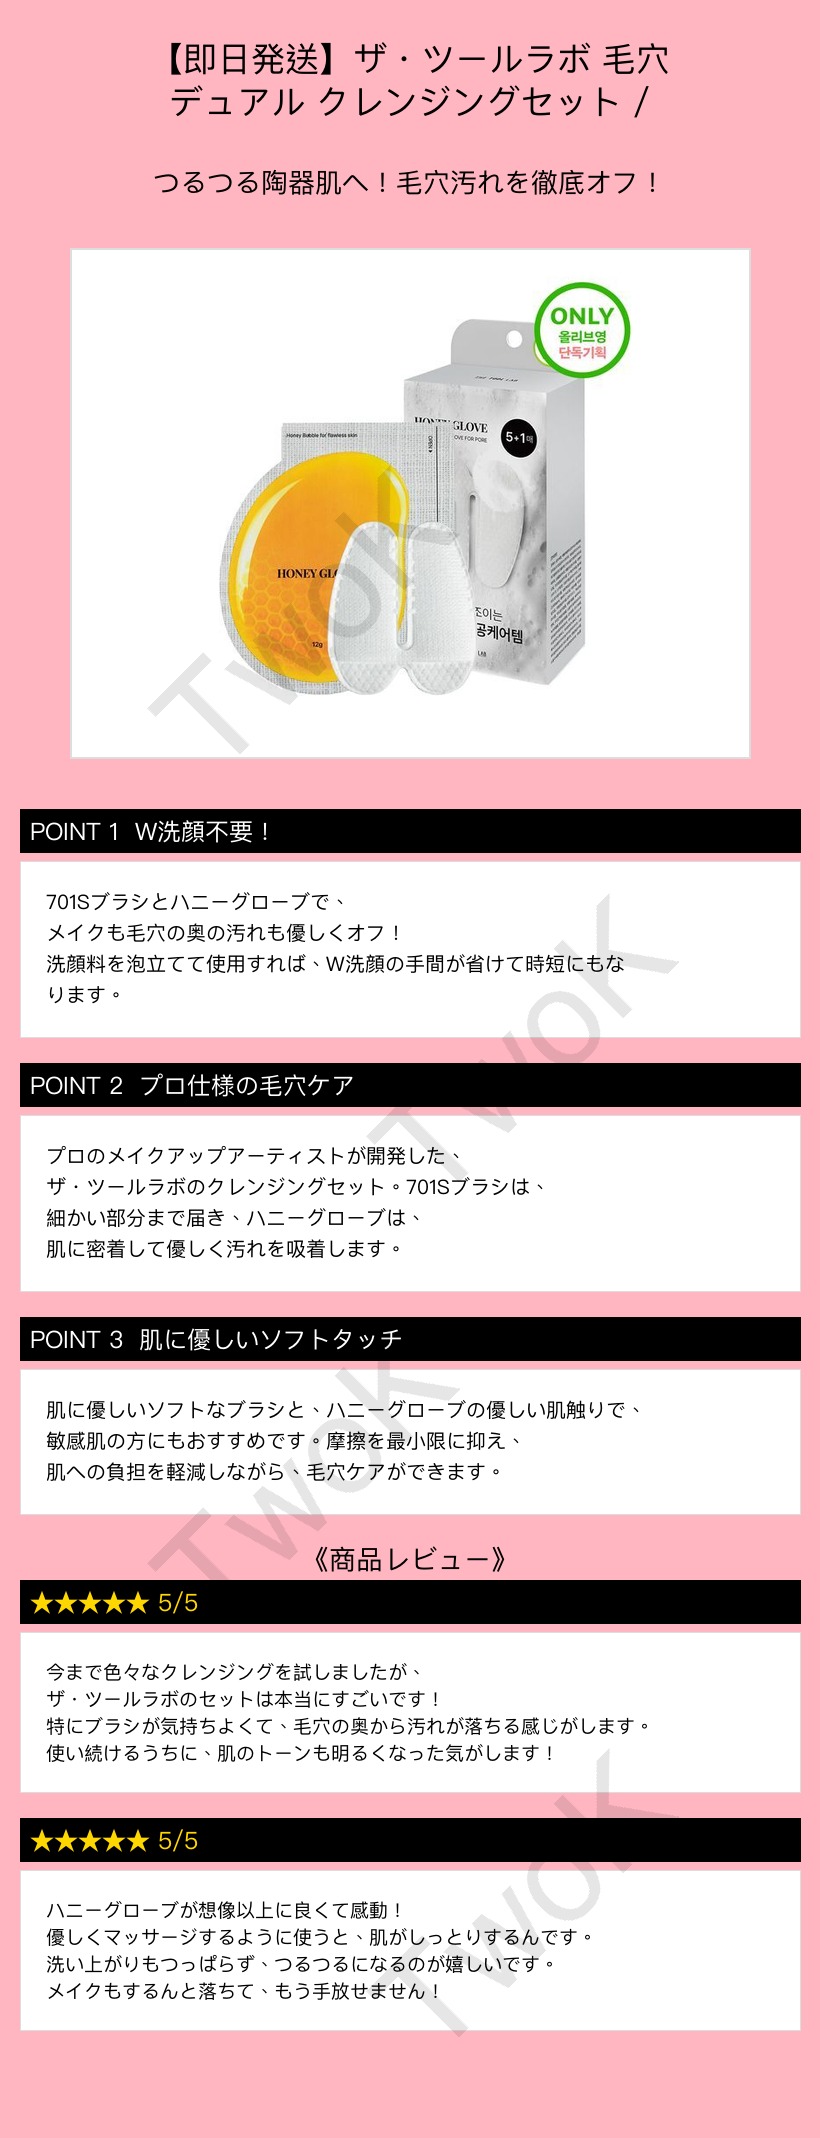 【即日発送】ザ・ツールラボ 毛穴
デュアル クレンジングセット /
つるつる陶器肌へ！毛穴汚れを徹底オフ！
ONLY
올리브영
단독기획
THE TOOL LAB
HONEY GLOVE
OVE FOR PORE
5+1매
Honey Bubble for flawless skin
OPEN
HONEY GLO
12g
조이는
공케어템
LAB
TwoK
POINT 1 W洗顔不要！
701Sブラシとハニーグローブで、
メイクも毛穴の奥の汚れも優しくオフ！
洗顔料を泡立てて使用すれば、W洗顔の手間が省けて時短にもな
ります。
TwoK
POINT 2 プロ仕様の毛穴ケア
プロのメイクアップアーティストが開発した、
ザ・ツールラボのクレンジングセット。701Sブラシは、
細かい部分まで届き、ハニーグローブは、
肌に密着して優しく汚れを吸着します。
POINT 3 肌に優しいソフトタッチ
肌に優しいソフトなブラシと、ハニーグローブの優しい肌触りで、
敏感肌の方にもおすすめです。摩擦を最小限に抑え、
肌への負担を軽減しながら、毛穴ケアができます。
TwoK
《商品レビュー》
★★★★★ 5/5
今まで色々なクレンジングを試しましたが、
ザ・ツールラボのセットは本当にすごいです！
特にブラシが気持ちよくて、毛穴の奥から汚れが落ちる感じがします。
使い続けるうちに、肌のトーンも明るくなった気がします！
★★★★★ 5/5
ハニーグローブが想像以上に良くて感動！
優しくマッサージするように使うと、肌がしっとりするんです。
洗い上がりもつっぱらず、つるつるになるのが嬉しいです。
メイクもするんと落ちて、もう手放せません！
TwoK